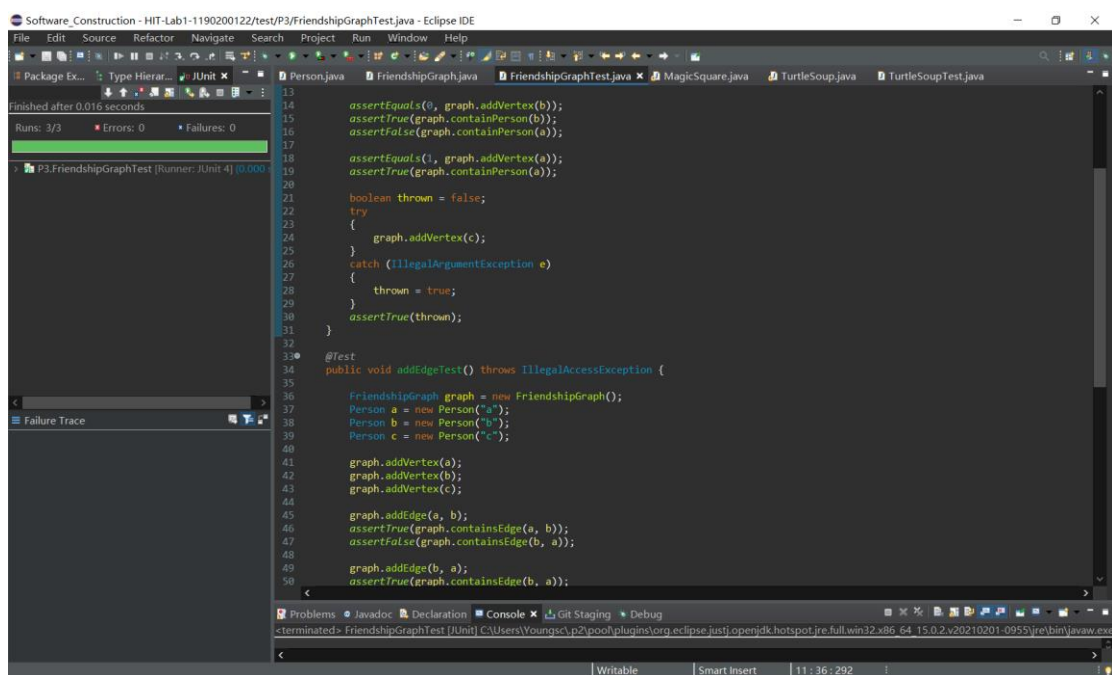 Software_Construction - HIT-Lab1-1190200122/test/P3/FriendshipGraphTest.java - Eclipse IDE
File Edit Source Refactor Navigate Search Project Run Window Help
Package Ex... Type Hierar... JUnit Person.java FriendshipGraph.java FriendshipGraphTest.java MagicSquare.java TurtleSoup.java TurtleSoupTest.java
Finished after 0.016 seconds
Runs: 3/3 Errors: 0 Failures: 0
P3.FriendshipGraphTest [Runner: JUnit 4] (0.000 s
Failure Trace
13
14 assertEquals(0, graph.addVertex(b));
15 assertTrue(graph.containPerson(b));
16 assertFalse(graph.containPerson(a));
17
18 assertEquals(1, graph.addVertex(a));
19 assertTrue(graph.containPerson(a));
20
21 boolean thrown = false;
22 try
23 {
24 graph.addVertex(c);
25 }
26 catch (IllegalArgumentException e)
27 {
28 thrown = true;
29 }
30 assertTrue(thrown);
31 }
32
33 @Test
34 public void addEdgeTest() throws IllegalAccessException {
35
36 FriendshipGraph graph = new FriendshipGraph();
37 Person a = new Person("a");
38 Person b = new Person("b");
39 Person c = new Person("c");
40
41 graph.addVertex(a);
42 graph.addVertex(b);
43 graph.addVertex(c);
44
45 graph.addEdge(a, b);
46 assertTrue(graph.containsEdge(a, b));
47 assertFalse(graph.containsEdge(b, a));
48
49 graph.addEdge(b, a);
50 assertTrue(graph.containsEdge(b, a));
Problems Javadoc Declaration Console Git Staging Debug
<terminated> FriendshipGraphTest [JUnit] C:\Users\Youngsc\.p2\pool\plugins\org.eclipse.justj.openjdk.hotspot.jre.full.win32.x86_64_15.0.2.v20210201-0955\jre\bin\javaw.exe
Writable Smart Insert 11 : 36 : 292